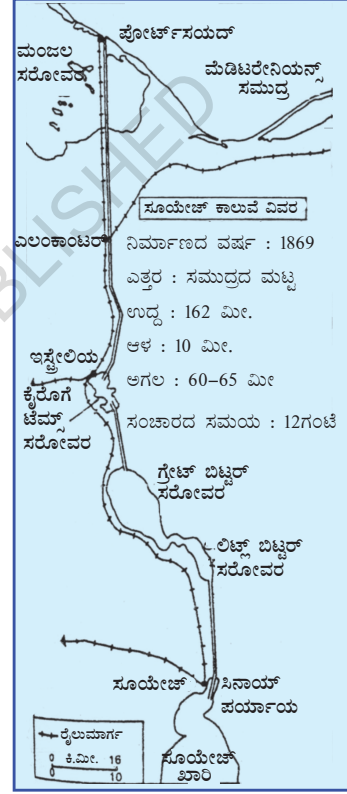 ಪೋರ್ಟ್‌ಸಯದ್
ಮಂಜಲ
ಸರೋವರ
ಮೆಡಿಟರೇನಿಯನ್ಸ್
ಸಮುದ್ರ
ಸೂಯೇಜ್ ಕಾಲುವೆ ವಿವರ
ಎಲಂಕಾಂಟರ್
ನಿರ್ಮಾಣದ ವರ್ಷ : 1869
ಎತ್ತರ : ಸಮುದ್ರದ ಮಟ್ಟ
ಉದ್ದ : 162 ಮೀ.
ಆಳ : 10 ಮೀ.
ಅಗಲ : 60-65 ಮೀ
ಸಂಚಾರದ ಸಮಯ : 12ಗಂಟೆ
ಇಸ್ಟ್ರೇಲಿಯ
ಕೈರೊಗೆ
ಟೆಮ್ಸ್
ಸರೋವರ
ಗ್ರೇಟ್ ಬಿಟ್ಟರ್
ಸರೋವರ
ಲಿಟ್ಲ್ ಬಿಟ್ಟರ್
ಸರೋವರ
ಸೂಯೇಜ್
ಸಿನಾಯ್
ಪರ್ಯಾಯ
ರೈಲುಮಾರ್ಗ
0 ಕಿ.ಮೀ. 16
0 10
ಸೂಯೇಜ್
ಖಾರಿ